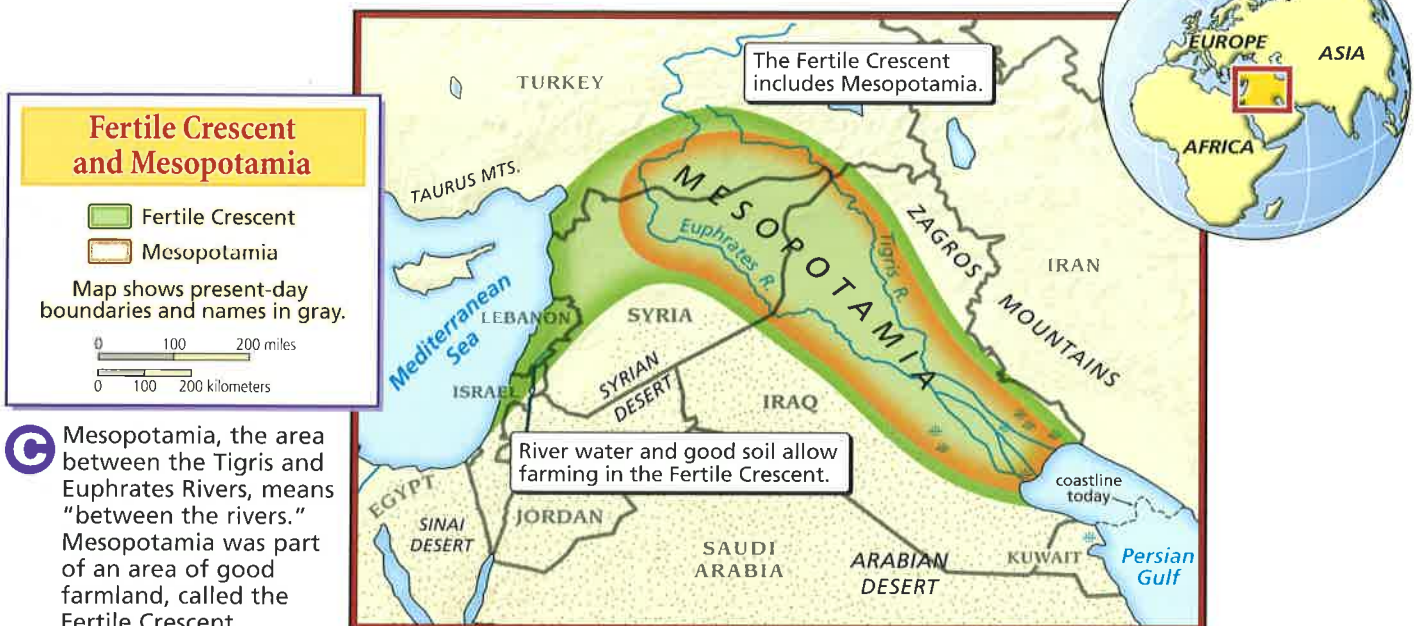 Fertile Crescent
and Mesopotamia
Fertile Crescent
Mesopotamia
Map shows present-day
boundaries and names in gray.
0 100 200 miles
0 100 200 kilometers
C
Mesopotamia, the area
between the Tigris and
Euphrates Rivers, means
"between the rivers."
Mesopotamia was part
of an area of good
farmland, called the
Fertile Crescent
The Fertile Crescent
includes Mesopotamia.
TURKEY
TAURUS MTS.
MESOPOTAMIA
Euphrates R.
Tigris R.
ZAGROS
MOUNTAINS
IRAN
Mediterranean
Sea
LEBANON
SYRIA
ISRAEL
SYRIAN
DESERT
IRAQ
River water and good soil allow
farming in the Fertile Crescent.
coastline
today
EGYPT
SINAI
DESERT
JORDAN
SAUDI
ARABIA
ARABIAN
DESERT
KUWAIT
Persian
Gulf
EUROPE
ASIA
AFRICA